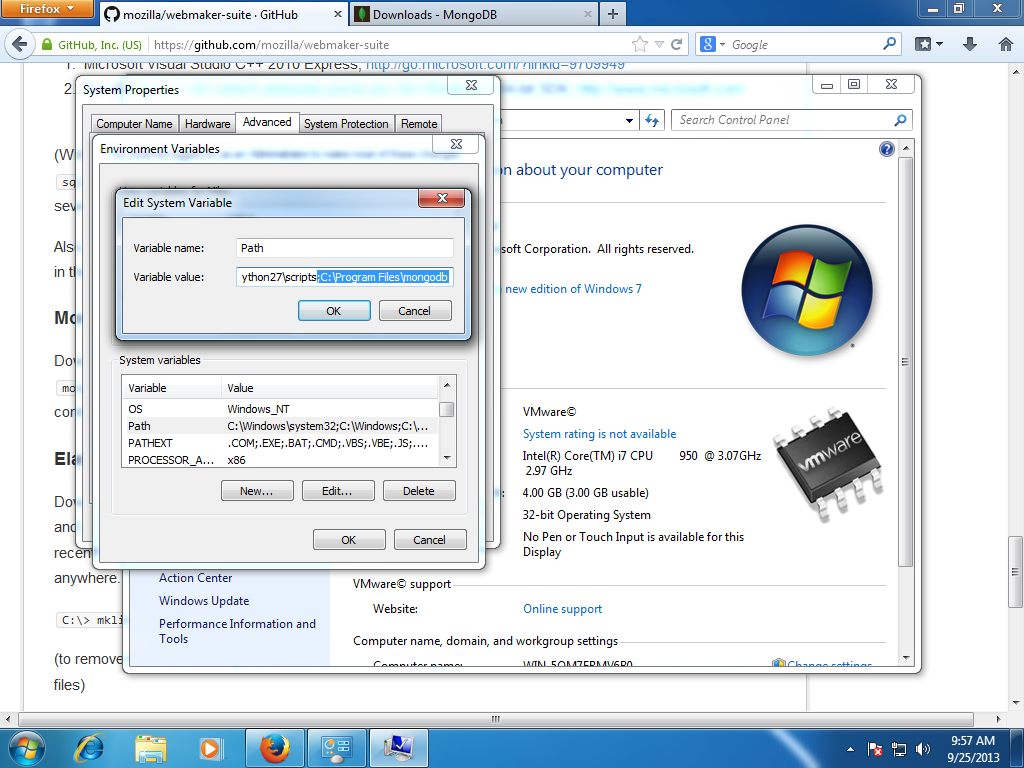 Firefox
mozilla/webmaker-suite · GitHub
Downloads - MongoDB
GitHub, Inc. (US)
https://github.com/mozilla/webmaker-suite
Google
1. Microsoft Visual Studio C++ 2010 Express, http://go.microsoft.com/?linkid=9709949
2.
System Properties
Computer Name
Hardware
Advanced
System Protection
Remote
Search Control Panel
Environment Variables
(W
sq
sev
Also
in th
Mo
Dov
mo
con
Ela
Dov
and
recen
anywhere.
C:\> mkli
(to remove
files)
Edit System Variable
Variable name:
Path
Variable value:
ython27\scripts;C:\Program Files\mongodb
OK
Cancel
System variables
Variable
Value
OS
Windows_NT
Path
C:\Windows\system32;C:\Windows;C:\...
PATHEXT
.COM;.EXE;.BAT;.CMD;.VBS;.VBE;.JS;....
PROCESSOR_A...
x86
New...
Edit...
Delete
OK
Cancel
on about your computer
soft Corporation. All rights reserved.
new edition of Windows 7
VMware©
System rating is not available
Intel(R) Core(TM) i7 CPU 950 @ 3.07GHz
2.97 GHz
4.00 GB (3.00 GB usable)
32-bit Operating System
No Pen or Touch Input is available for this
Display
vmware
Action Center
Windows Update
Performance Information and
Tools
VMware© support
Website:
Online support
Computer name, domain, and workgroup settings
Computer name:
Change settings
9:57 AM
9/25/2013